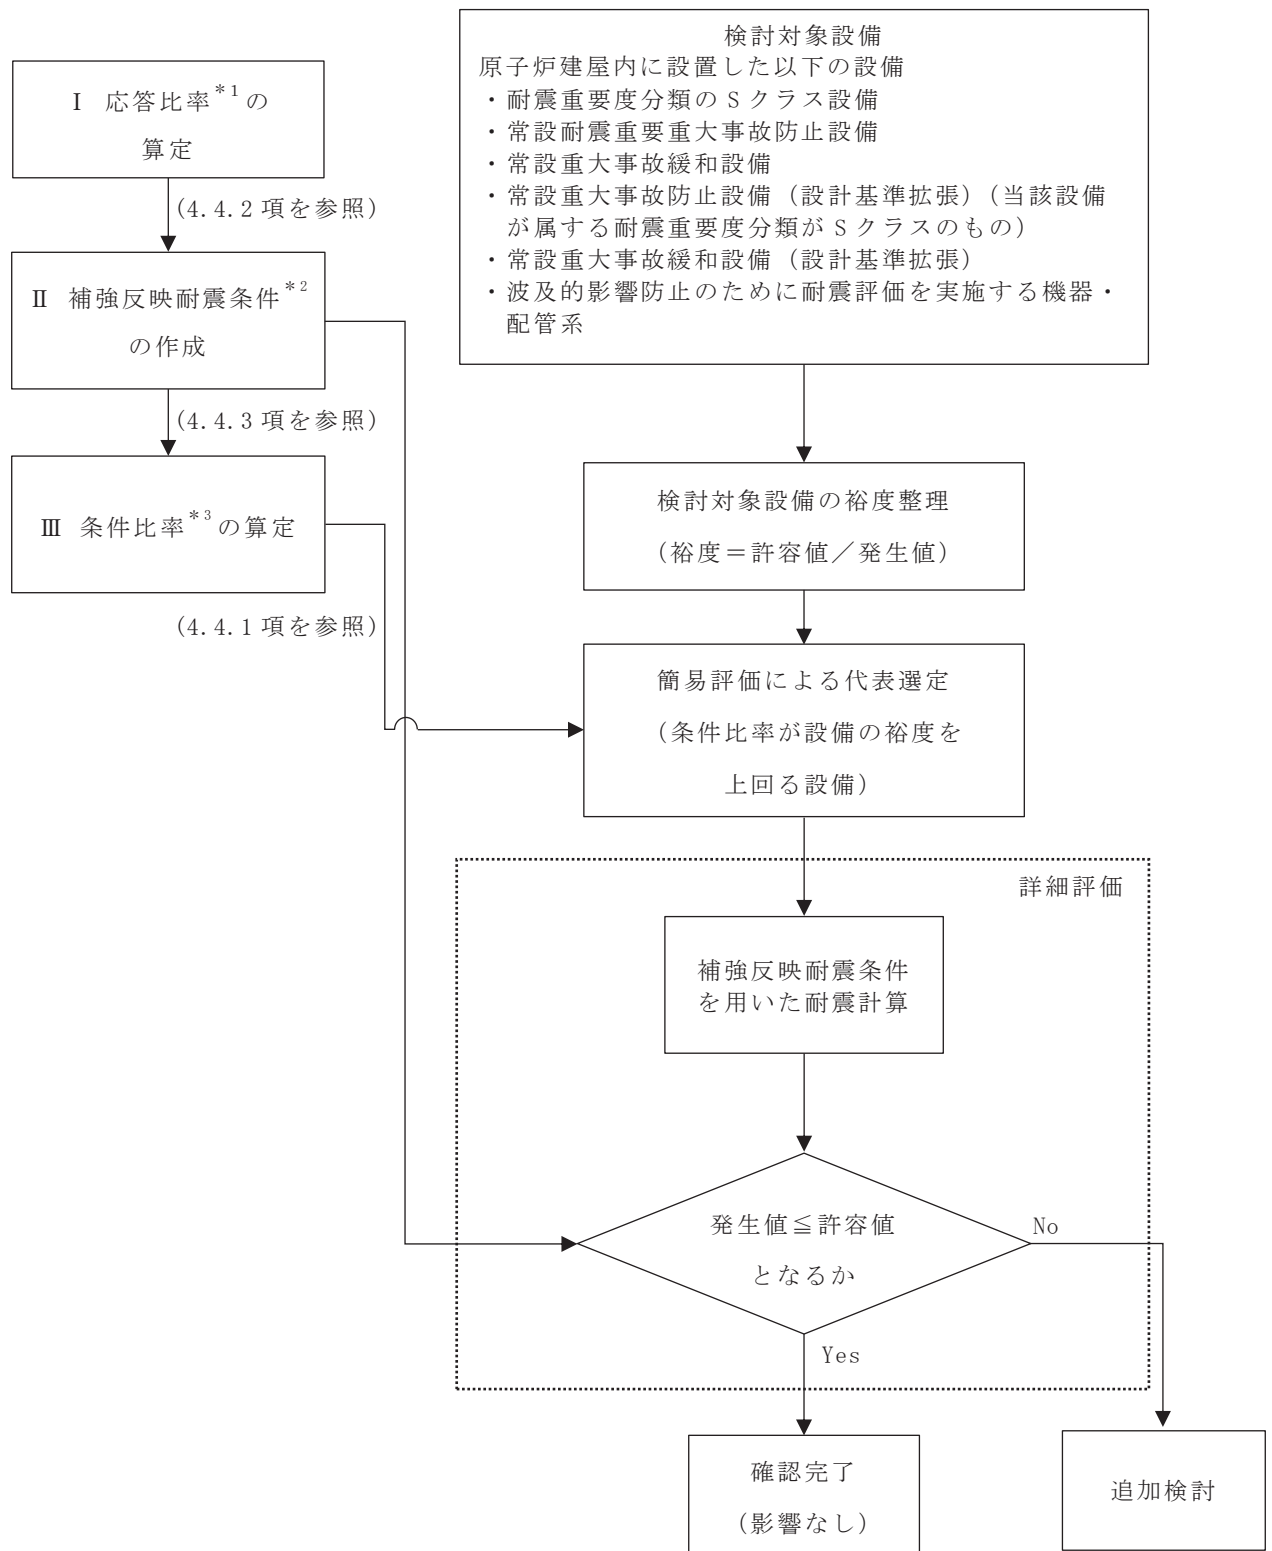 I 応答比率*1の
算定
(4.4.2項を参照)
Ⅱ 補強反映耐震条件*2
の作成
(4.4.3項を参照)
Ⅲ 条件比率*3の算定
(4.4.1項を参照)
検討対象設備
原子炉建屋内に設置した以下の設備
・耐震重要度分類のSクラス設備
・常設耐震重要重大事故防止設備
・常設重大事故緩和設備
・常設重大事故防止設備（設計基準拡張）（当該設備
が属する耐震重要度分類がSクラスのもの）
・常設重大事故緩和設備（設計基準拡張）
・波及的影響防止のために耐震評価を実施する機器・
配管系
検討対象設備の裕度整理
（裕度＝許容値／発生値）
簡易評価による代表選定
（条件比率が設備の裕度を
上回る設備）
詳細評価
補強反映耐震条件
を用いた耐震計算
発生値≦許容値
となるか
No
Yes
確認完了
（影響なし）
追加検討